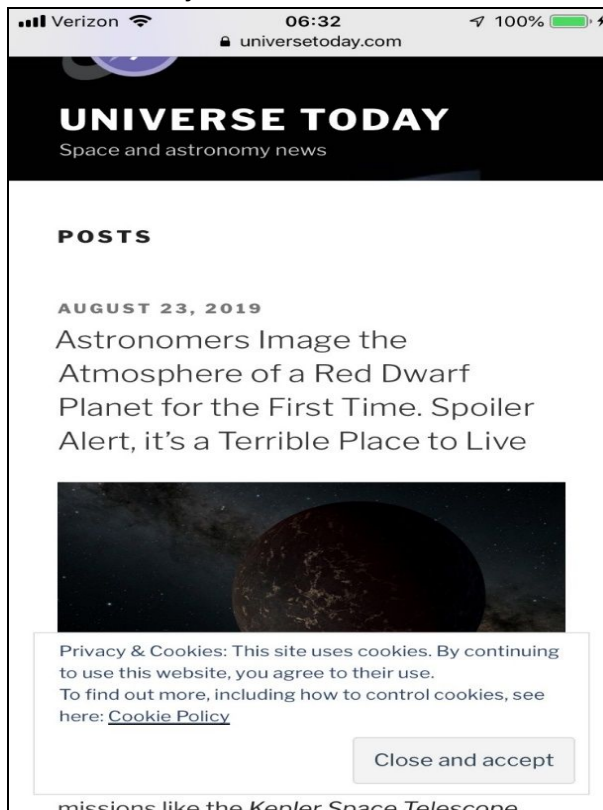 Verizon 06:32 100%
universetoday.com
UNIVERSE TODAY
Space and astronomy news
POSTS
AUGUST 23, 2019
Astronomers Image the
Atmosphere of a Red Dwarf
Planet for the First Time. Spoiler
Alert, it's a Terrible Place to Live
Privacy & Cookies: This site uses cookies. By continuing
to use this website, you agree to their use.
To find out more, including how to control cookies, see
here: Cookie Policy
Close and accept
missions like the Kepler Space Telescope